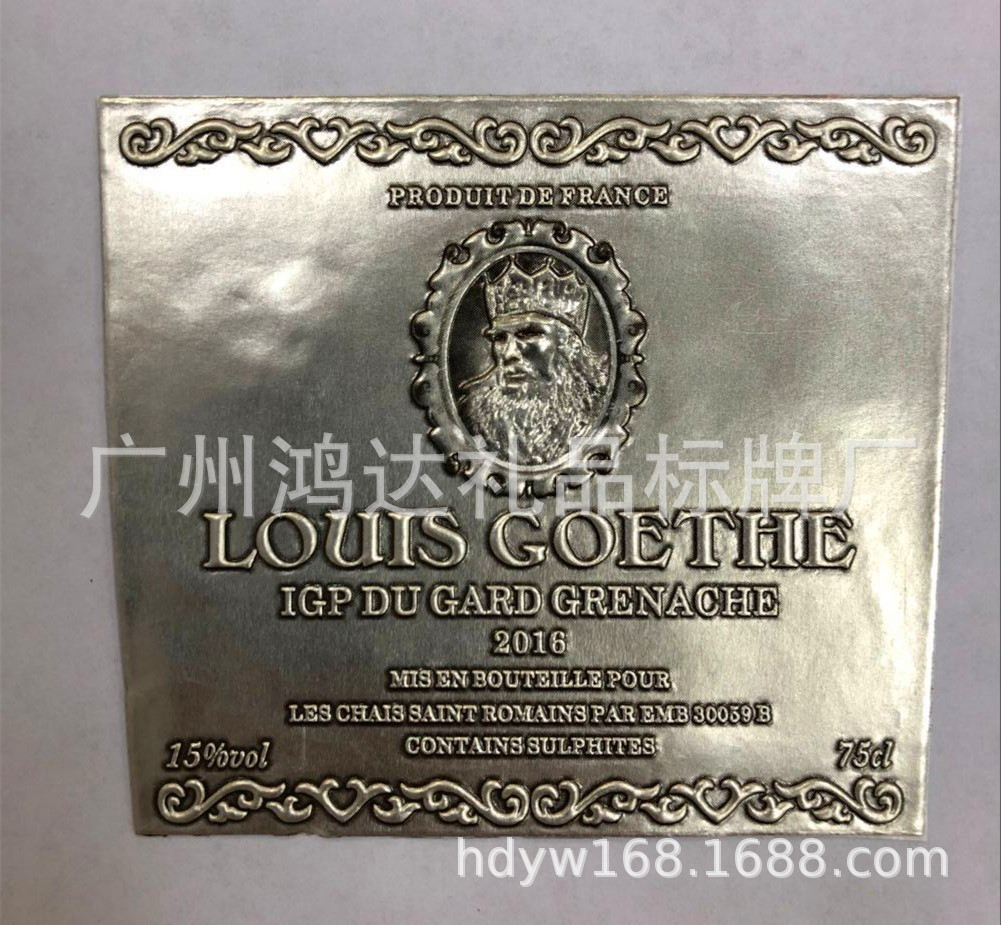 PRODUIT DE FRANCE
广州鸿达礼品标牌厂
LOUIS GOETHE
IGP DU GARD GRENACHE
2016
MIS EN BOUTEILLE POUR
LES CHAIS SAINT ROMAINS PAR EMB 30059 B
CONTAINS SULPHITES
15%vol
75cl
hdyw168.1688.com